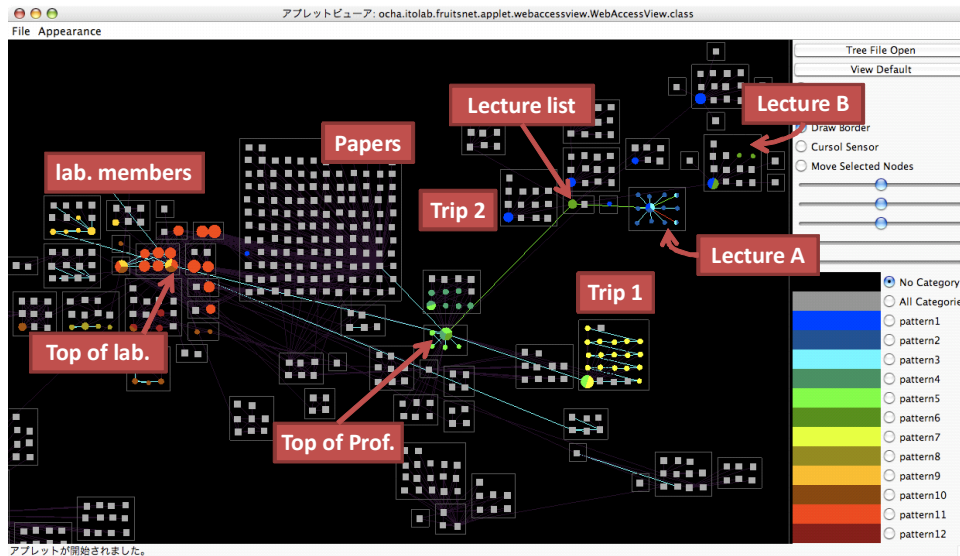 アプレットビューア: ocha.itolab.fruitsnet.applet.webaccessview.WebAccessView.class
File Appearance
Tree File Open
View Default
Lecture list
Lecture B
Draw Border
Papers
Cursol Sensor
lab. members
Move Selected Nodes
Trip 2
Lecture A
Trip 1
No Category
All Categorie
pattern1
pattern2
Top of lab.
pattern3
pattern4
pattern5
Top of Prof.
pattern6
pattern7
pattern8
pattern9
pattern10
pattern11
pattern12
アプレットが開始されました。